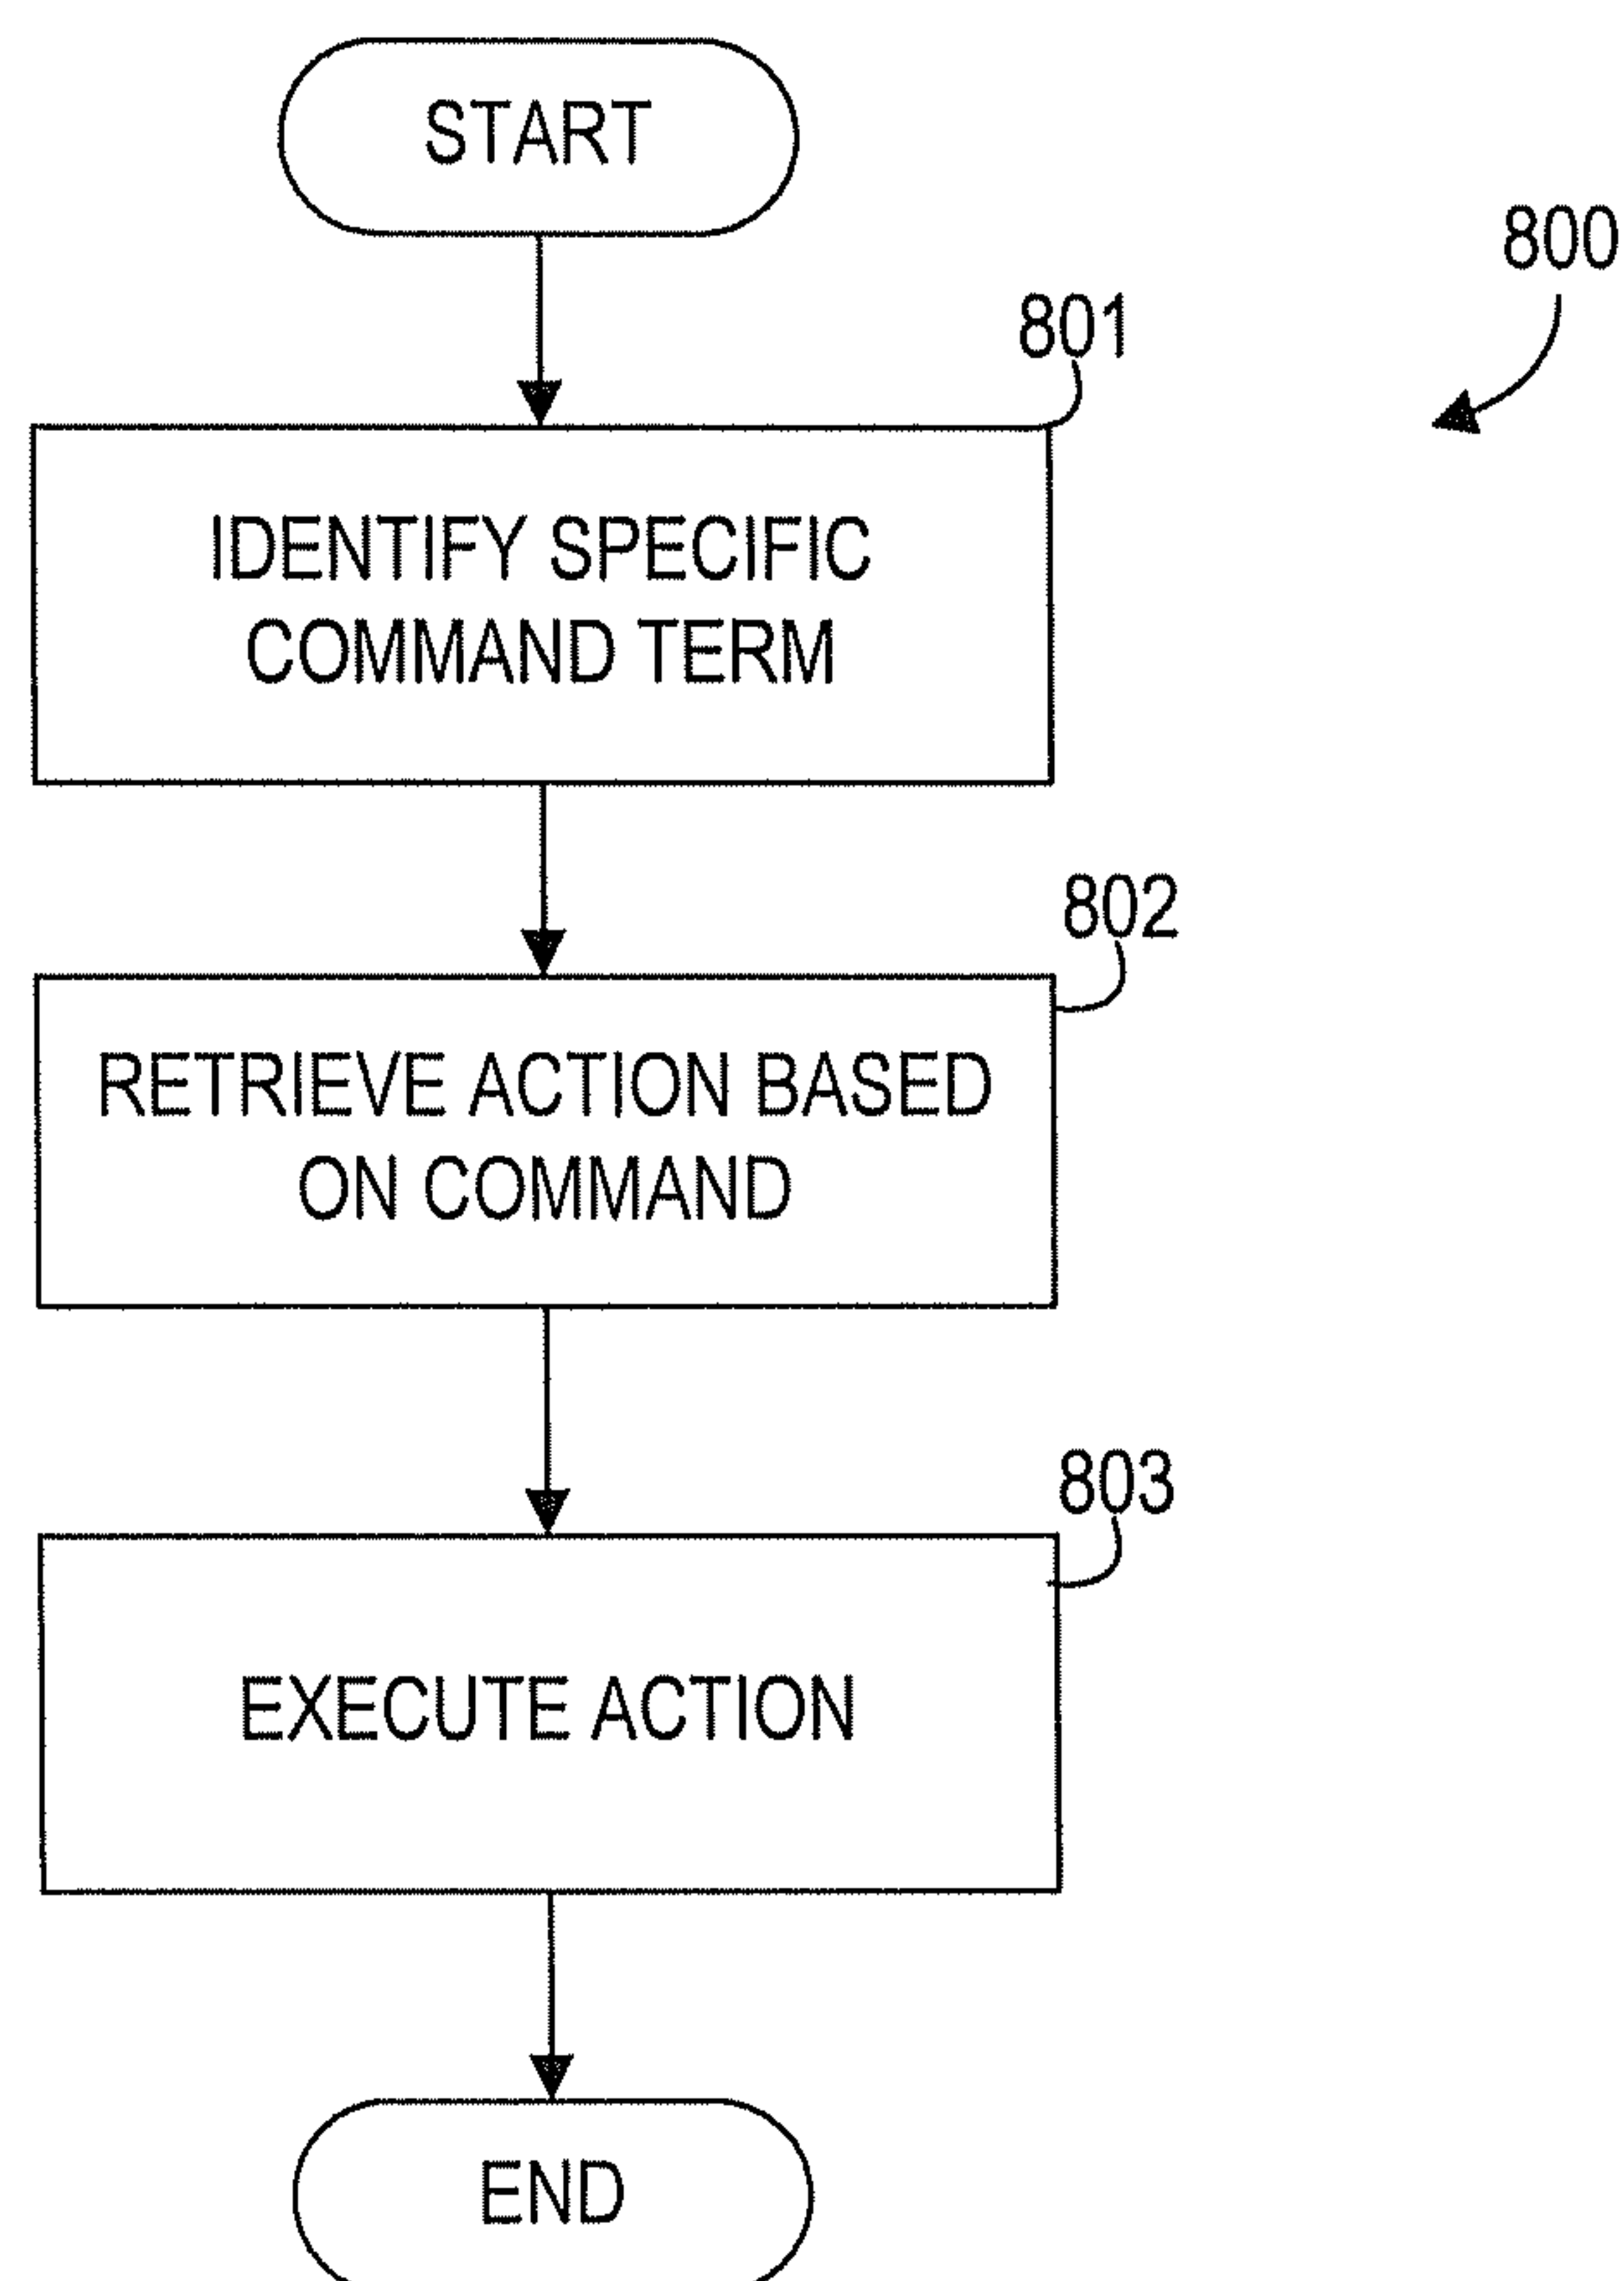 START
800
801
IDENTIFY SPECIFIC
COMMAND TERM
802
RETRIEVE ACTION BASED
ON COMMAND
803
EXECUTE ACTION
END